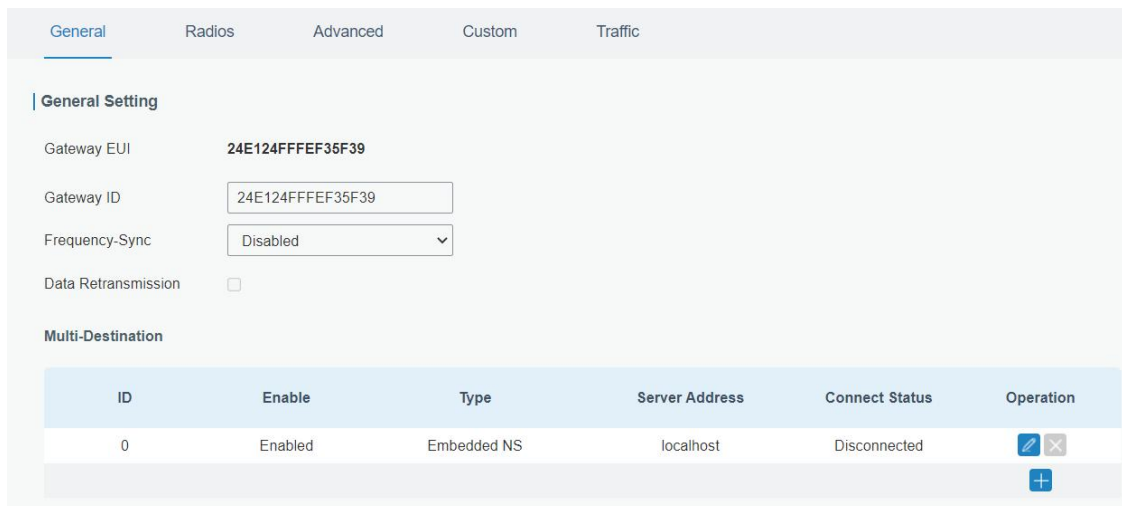 General Radios Advanced Custom Traffic
General Setting
Gateway EUI 24E124FFFEF35F39
Gateway ID 24E124FFFEF35F39
Frequency-Sync Disabled
Data Retransmission
Multi-Destination
ID Enable Type Server Address Connect Status Operation
0 Enabled Embedded NS localhost Disconnected